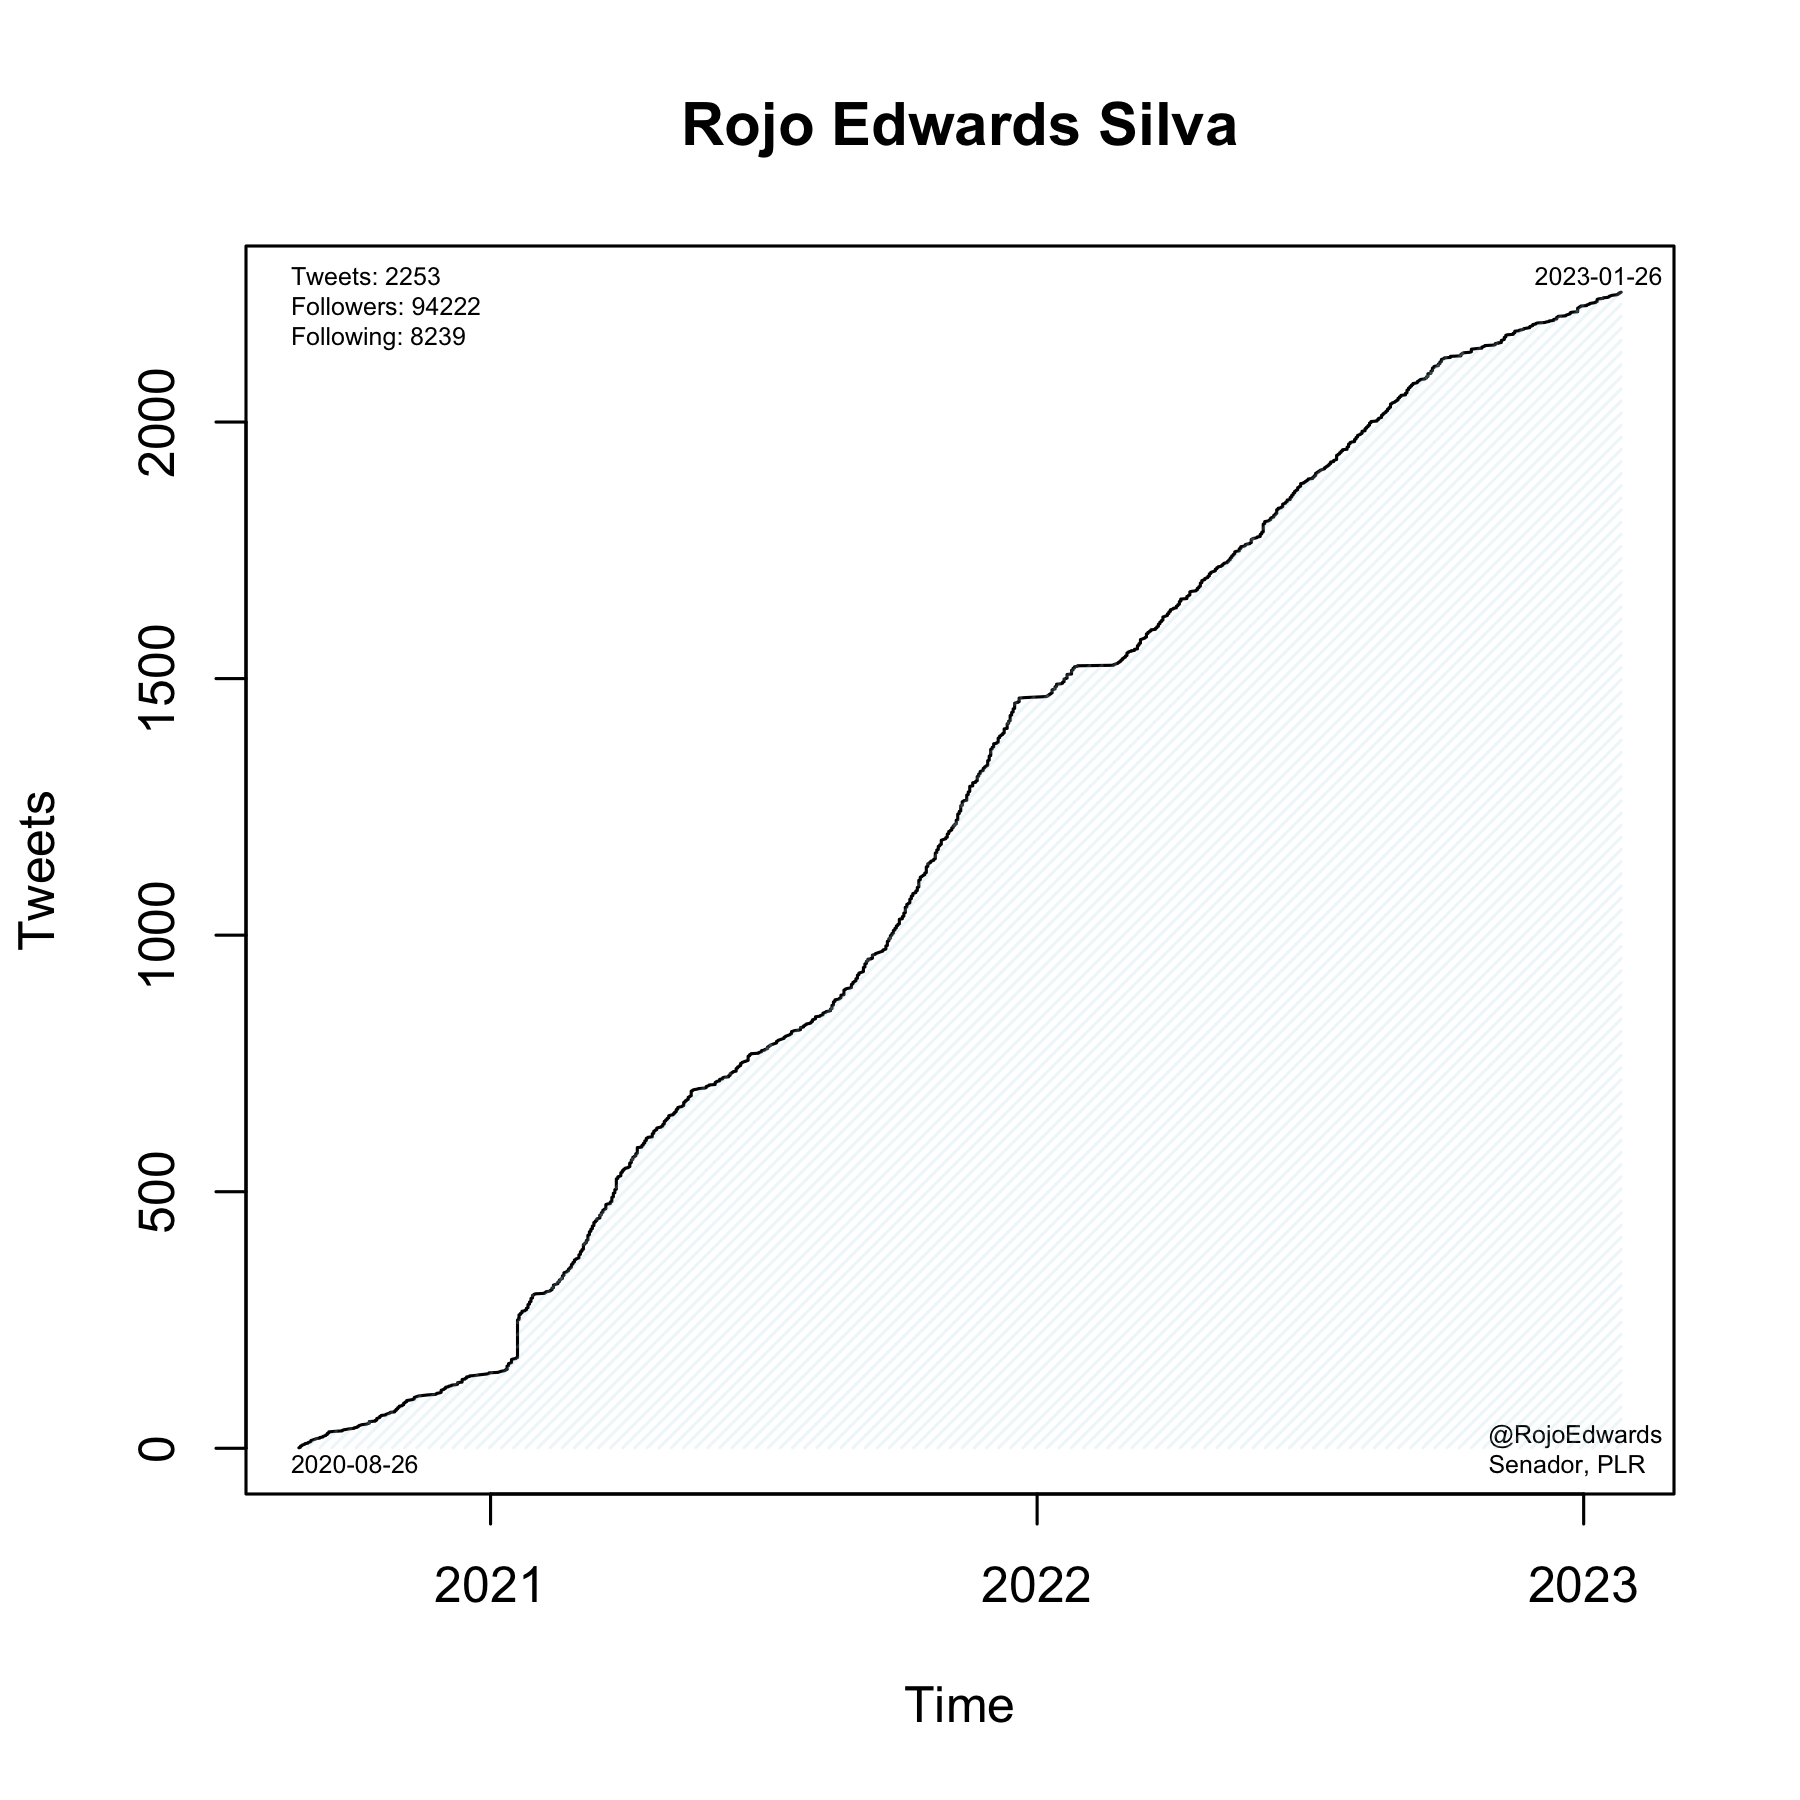 Rojo Edwards Silva
Tweets: 2253
Followers: 94222
Following: 8239
2023-01-26
Tweets
2000
1500
1000
500
0
2020-08-26
@RojoEdwards
Senador, PLR
2021 2022 2023
Time